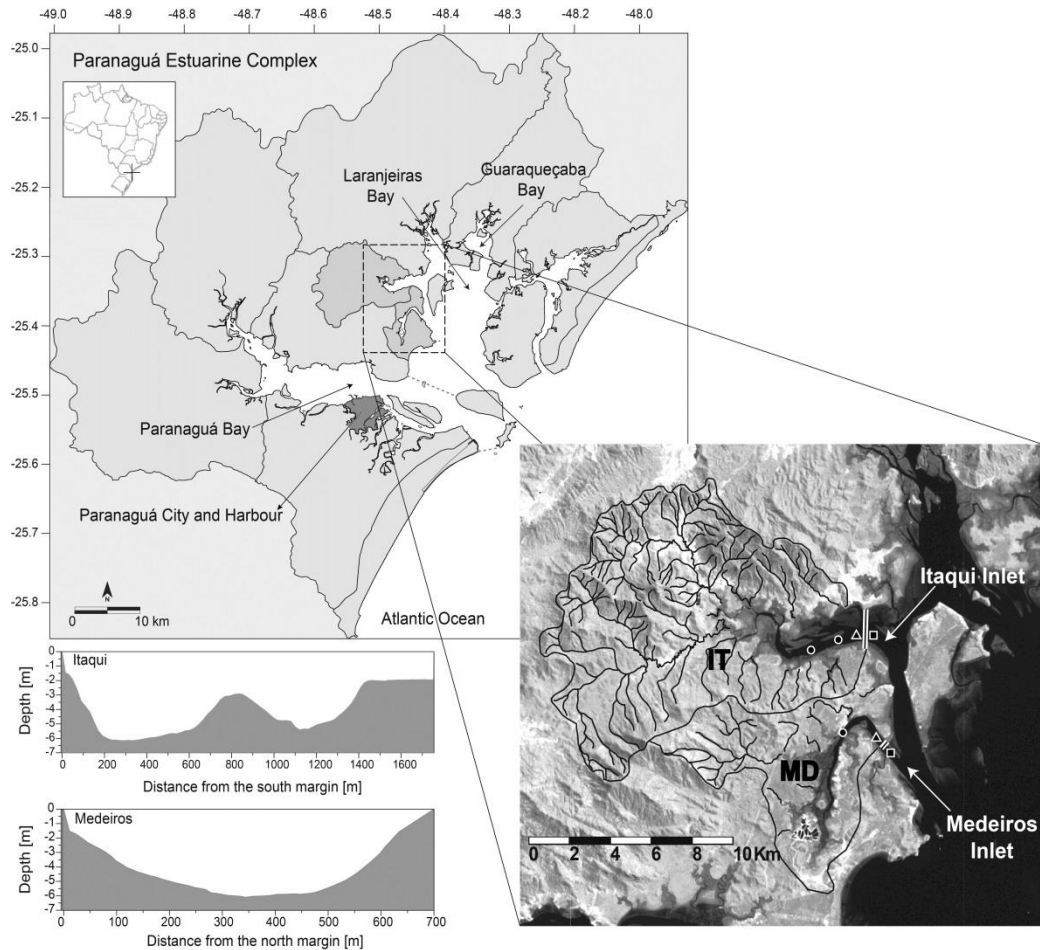 -49.0 -48.9 -48.8 -48.7 -48.6 -48.5 -48.4 -48.3 -48.2 -48.1 -48.0
-25.0
-25.1
-25.2
-25.3
-25.4
-25.5
-25.6
-25.7
-25.8
Paranaguá Estuarine Complex
Laranjeiras
Bay
Guaraqueçaba
Bay
Paranaguá Bay
Paranaguá City and Harbour
N
0 10 km
Atlantic Ocean
Itaqui
Depth [m]
0
-1
-2
-3
-4
-5
-6
-7
0 200 400 600 800 1000 1200 1400 1600
Distance from the south margin [m]
Medeiros
Depth [m]
0
-1
-2
-3
-4
-5
-6
-7
0 100 200 300 400 500 600 700
Distance from the north margin [m]
Itaqui Inlet
IT
MD
Medeiros
Inlet
0 2 4 6 8 10 Km